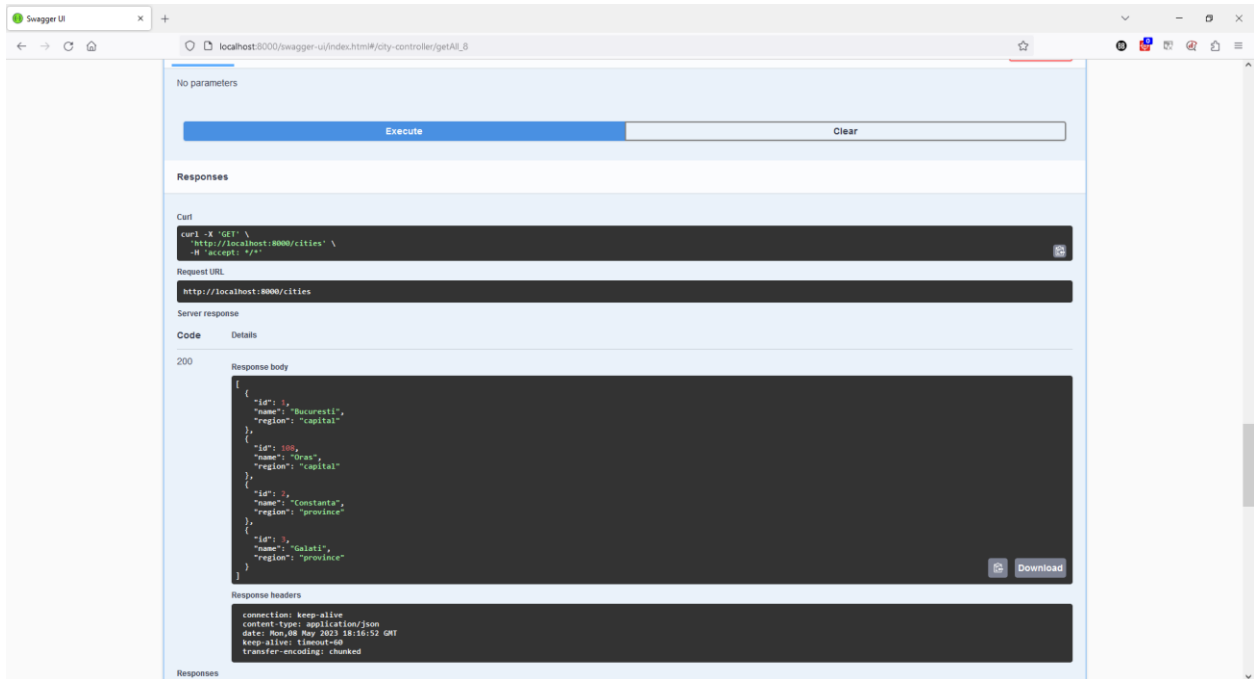 Swagger UI
localhost:8000/swagger-ui/index.html#/city-controller/getAll_8
No parameters
Execute
Clear
Responses
Curl
curl -X 'GET' \
  'http://localhost:8000/cities' \
  -H 'accept: */*'
Request URL
http://localhost:8000/cities
Server response
Code Details
200
Response body
[
  {
    "id": 1,
    "name": "Bucuresti",
    "region": "capital"
  },
  {
    "id": 100,
    "name": "Oras",
    "region": "capital"
  },
  {
    "id": 2,
    "name": "Constanta",
    "region": "province"
  },
  {
    "id": 3,
    "name": "Galati",
    "region": "province"
  }
]
Download
Response headers
connection: keep-alive
content-type: application/json
date: Mon,08 May 2023 18:16:52 GMT
keep-alive: timeout=60
transfer-encoding: chunked
Responses